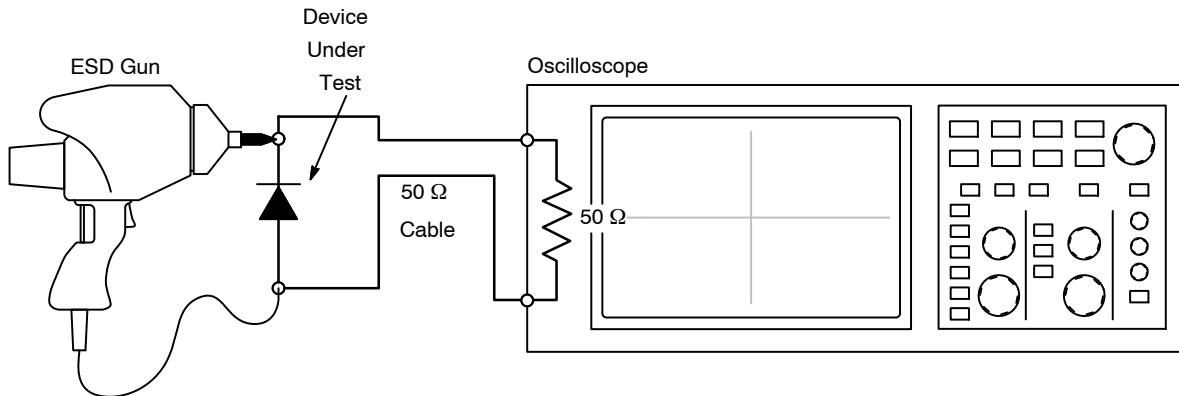 Device
Under
Test
ESD Gun
Oscilloscope
50 Ω
Cable
50 Ω